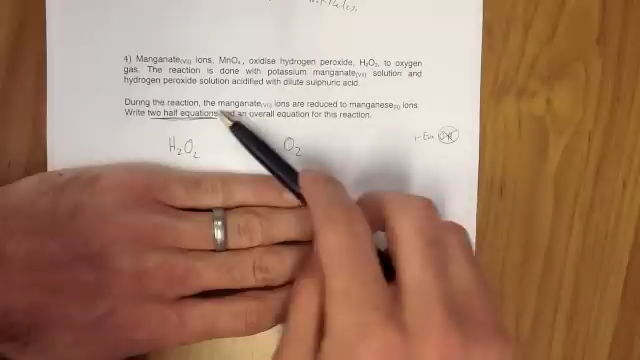 4) Manganate(VII) ions, MnO₄, oxidise hydrogen peroxide, H₂O₂, to oxygen
gas. The reaction is done with potassium manganate(VII) solution and
hydrogen peroxide solution acidified with dilute sulphuric acid.
During the reaction, the manganate(VII) ions are reduced to manganese(II) ions.
Write two half equations and an overall equation for this reaction.
H₂O₂ O₂